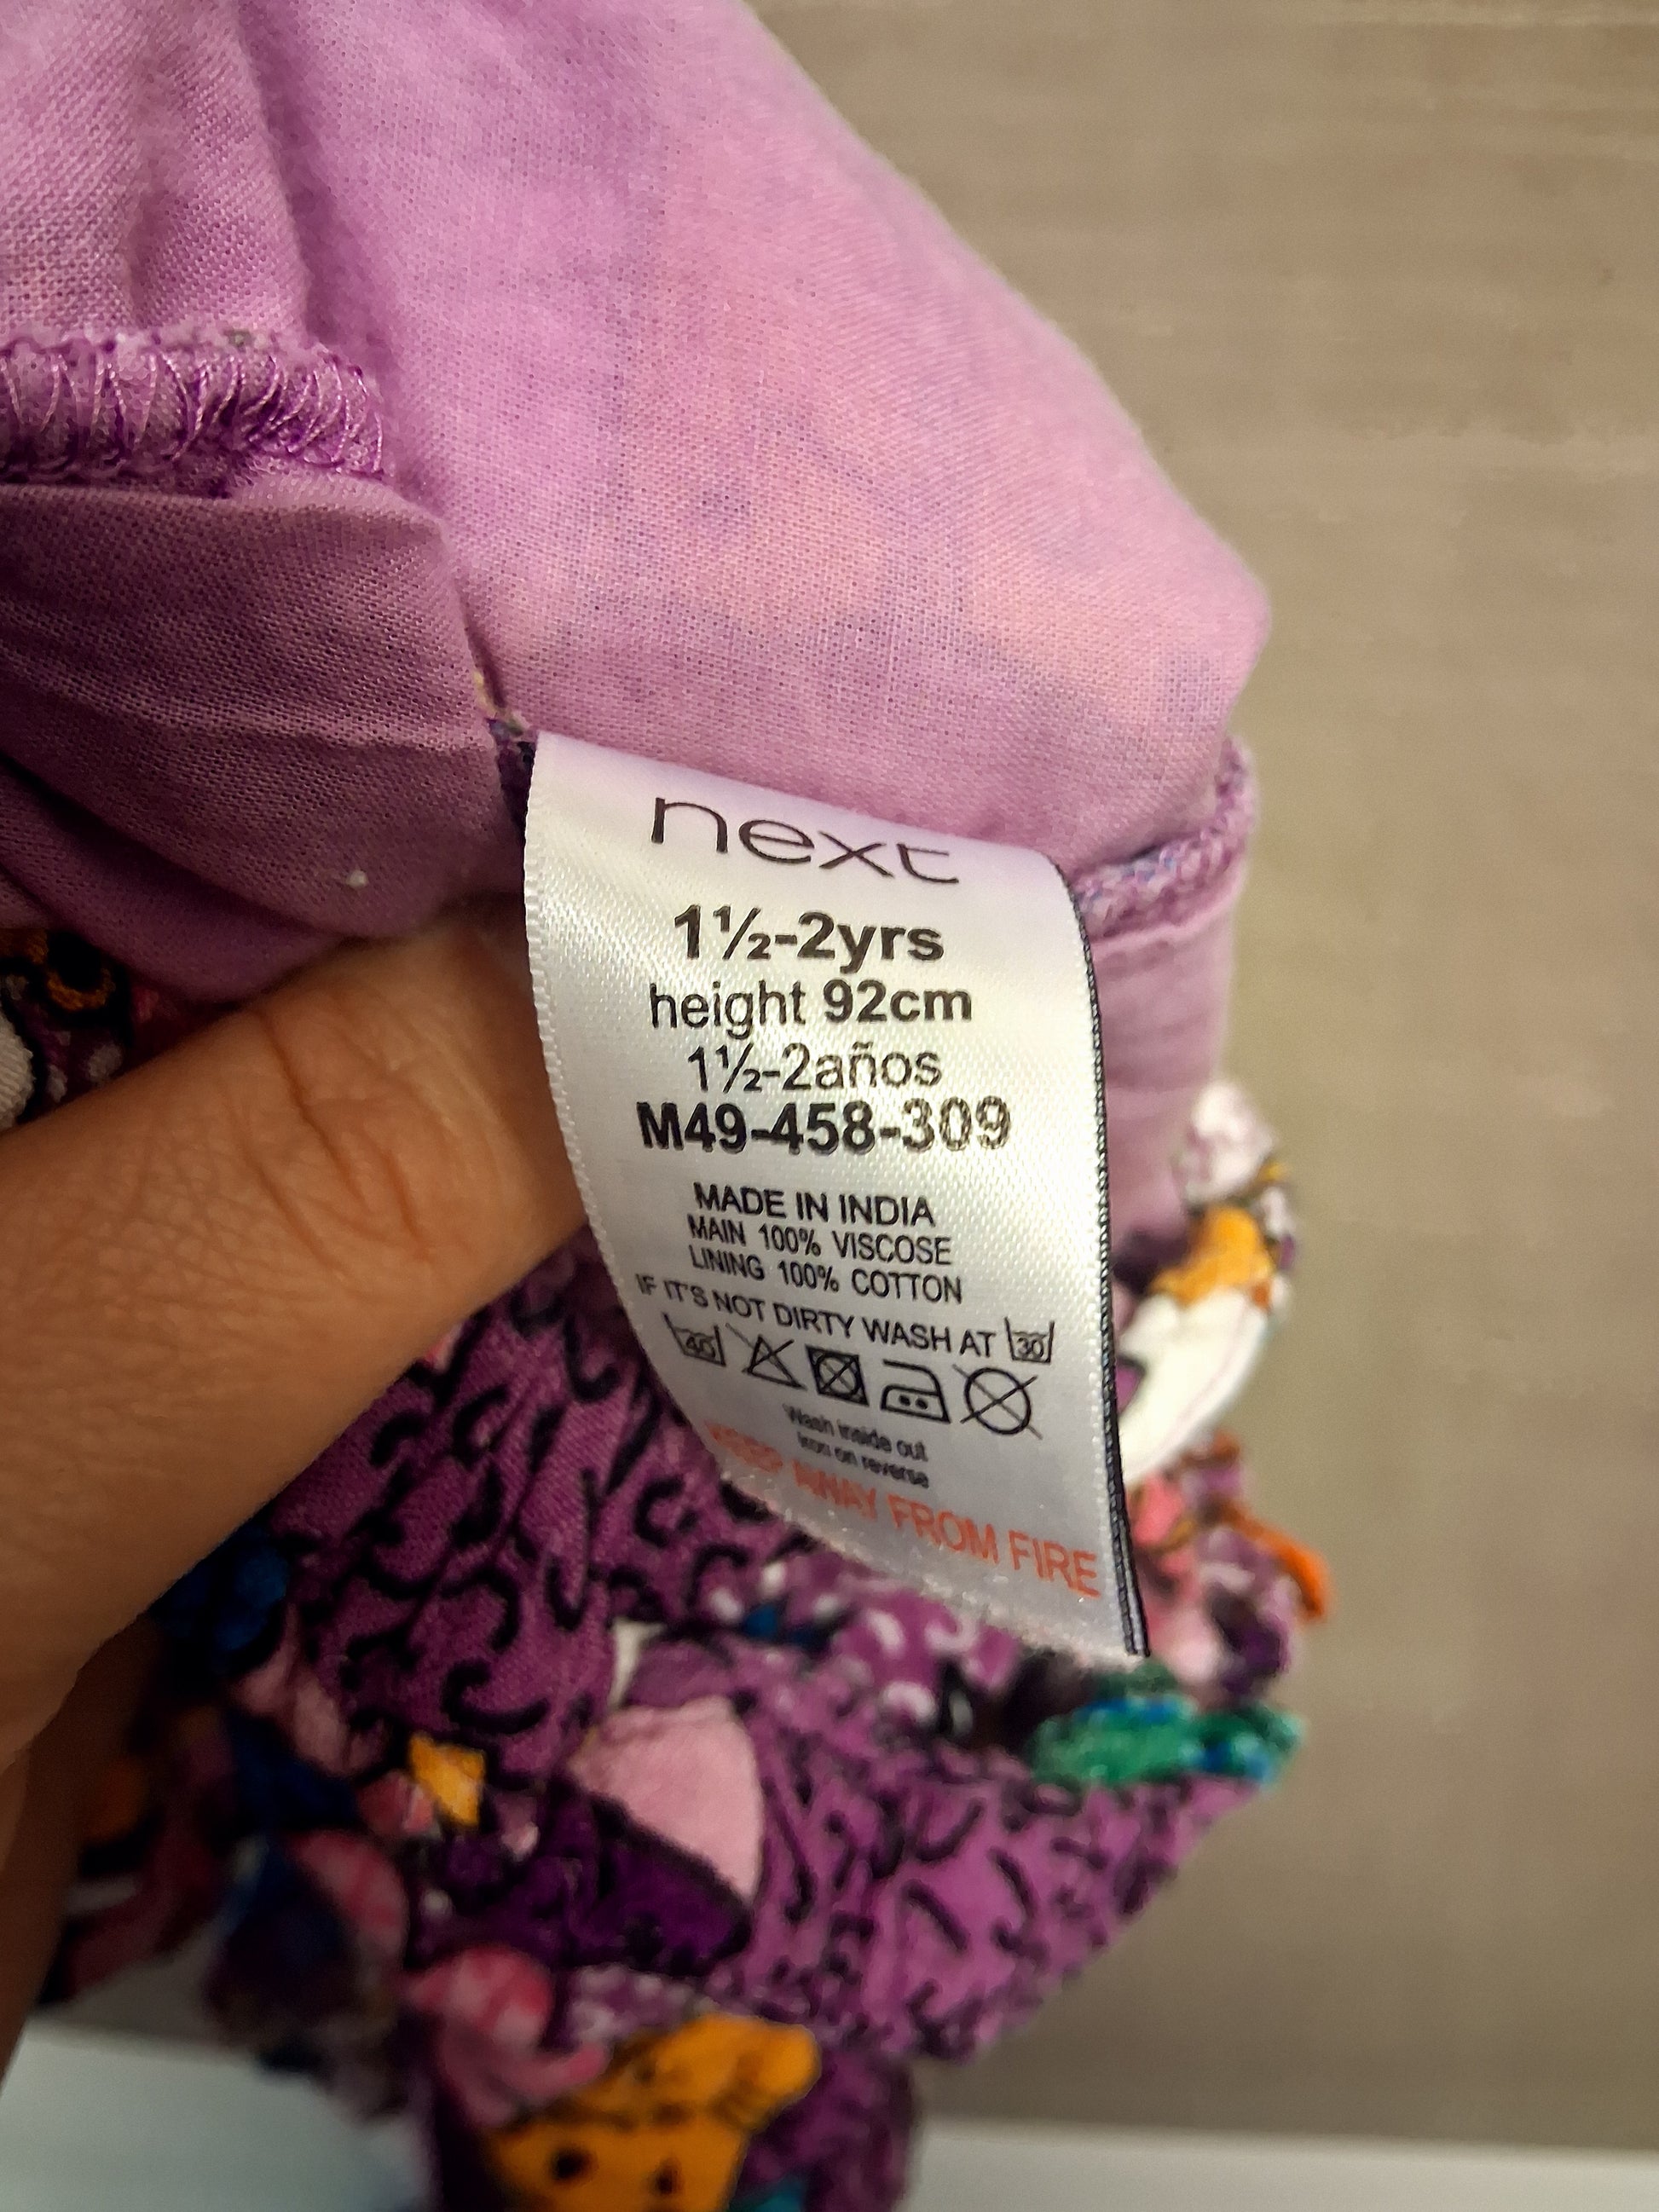 next
1½-2yrs
height 92cm
1½-2años
M49-458-309
MADE IN INDIA
MAIN 100% VISCOSE
LINING 100% COTTON
IF IT'S NOT DIRTY WASH AT 30
40
Wash inside out
Iron on reverse
KEEP AWAY FROM FIRE